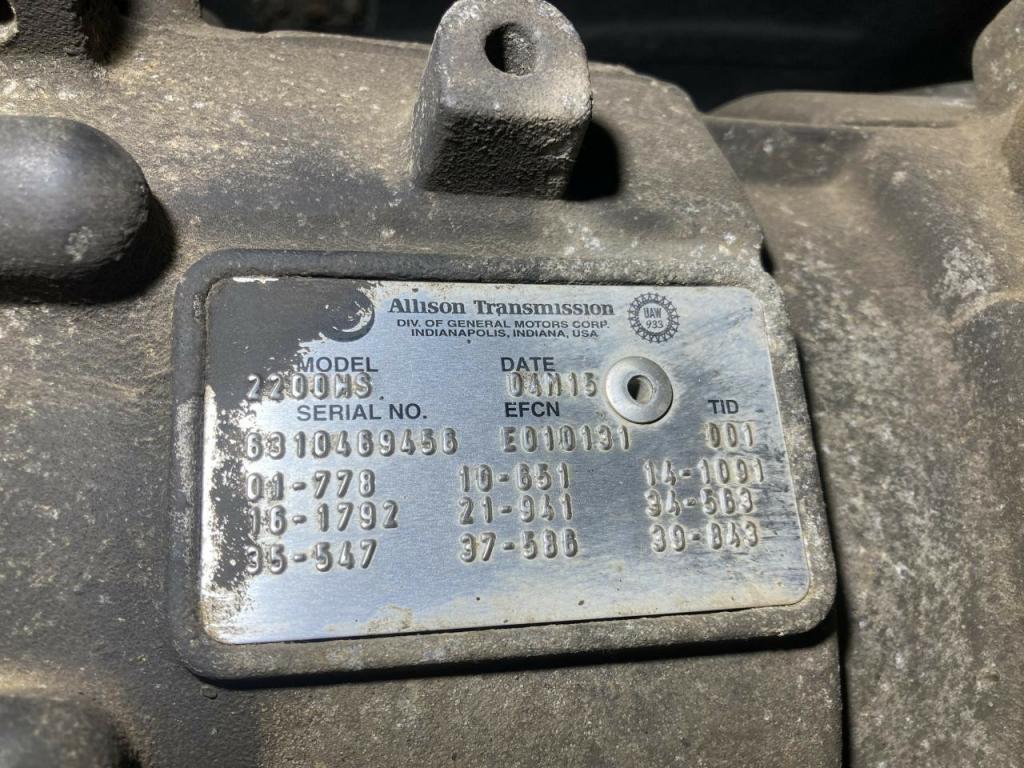 Allison Transmission
DIV. OF GENERAL MOTORS CORP.
INDIANAPOLIS, INDIANA, USA
UAW
933
MODEL DATE
2200HS 04M15
SERIAL NO. EFCN TID
6310469456 E010131 001
01-778 10-651 14-1091
16-1792 21-941 34-563
35-547 37-586 39-843